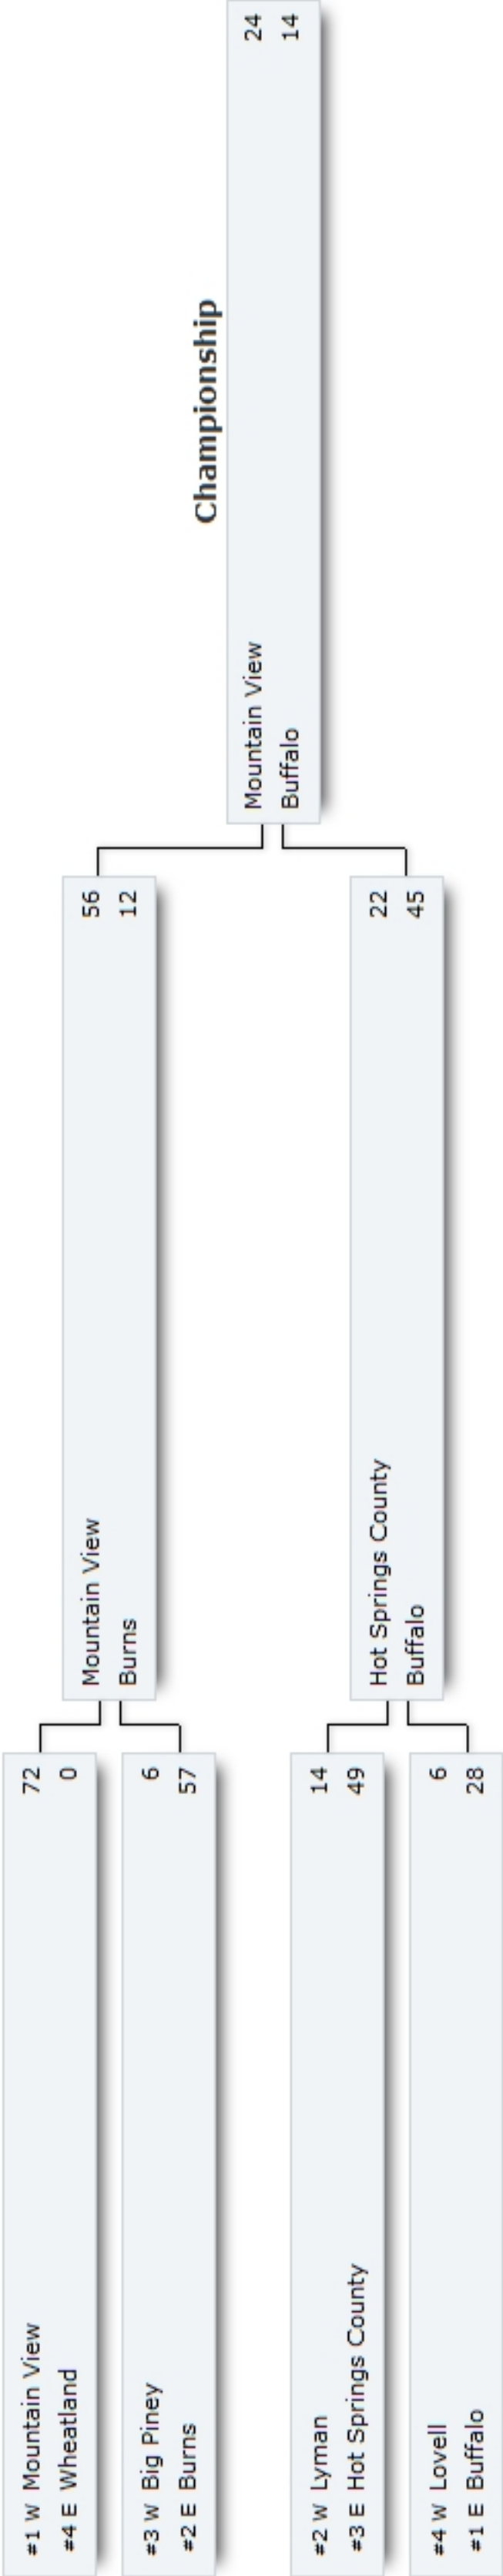 #1 W Mountain View 72
#4 E Wheatland 0
#3 W Big Piney 6
#2 E Burns 57
#2 W Lyman 14
#3 E Hot Springs County 49
#4 W Lovell 6
#1 E Buffalo 28
Mountain View 56
Burns 12
Hot Springs County 22
Buffalo 45
Championship
Mountain View 24
Buffalo 14